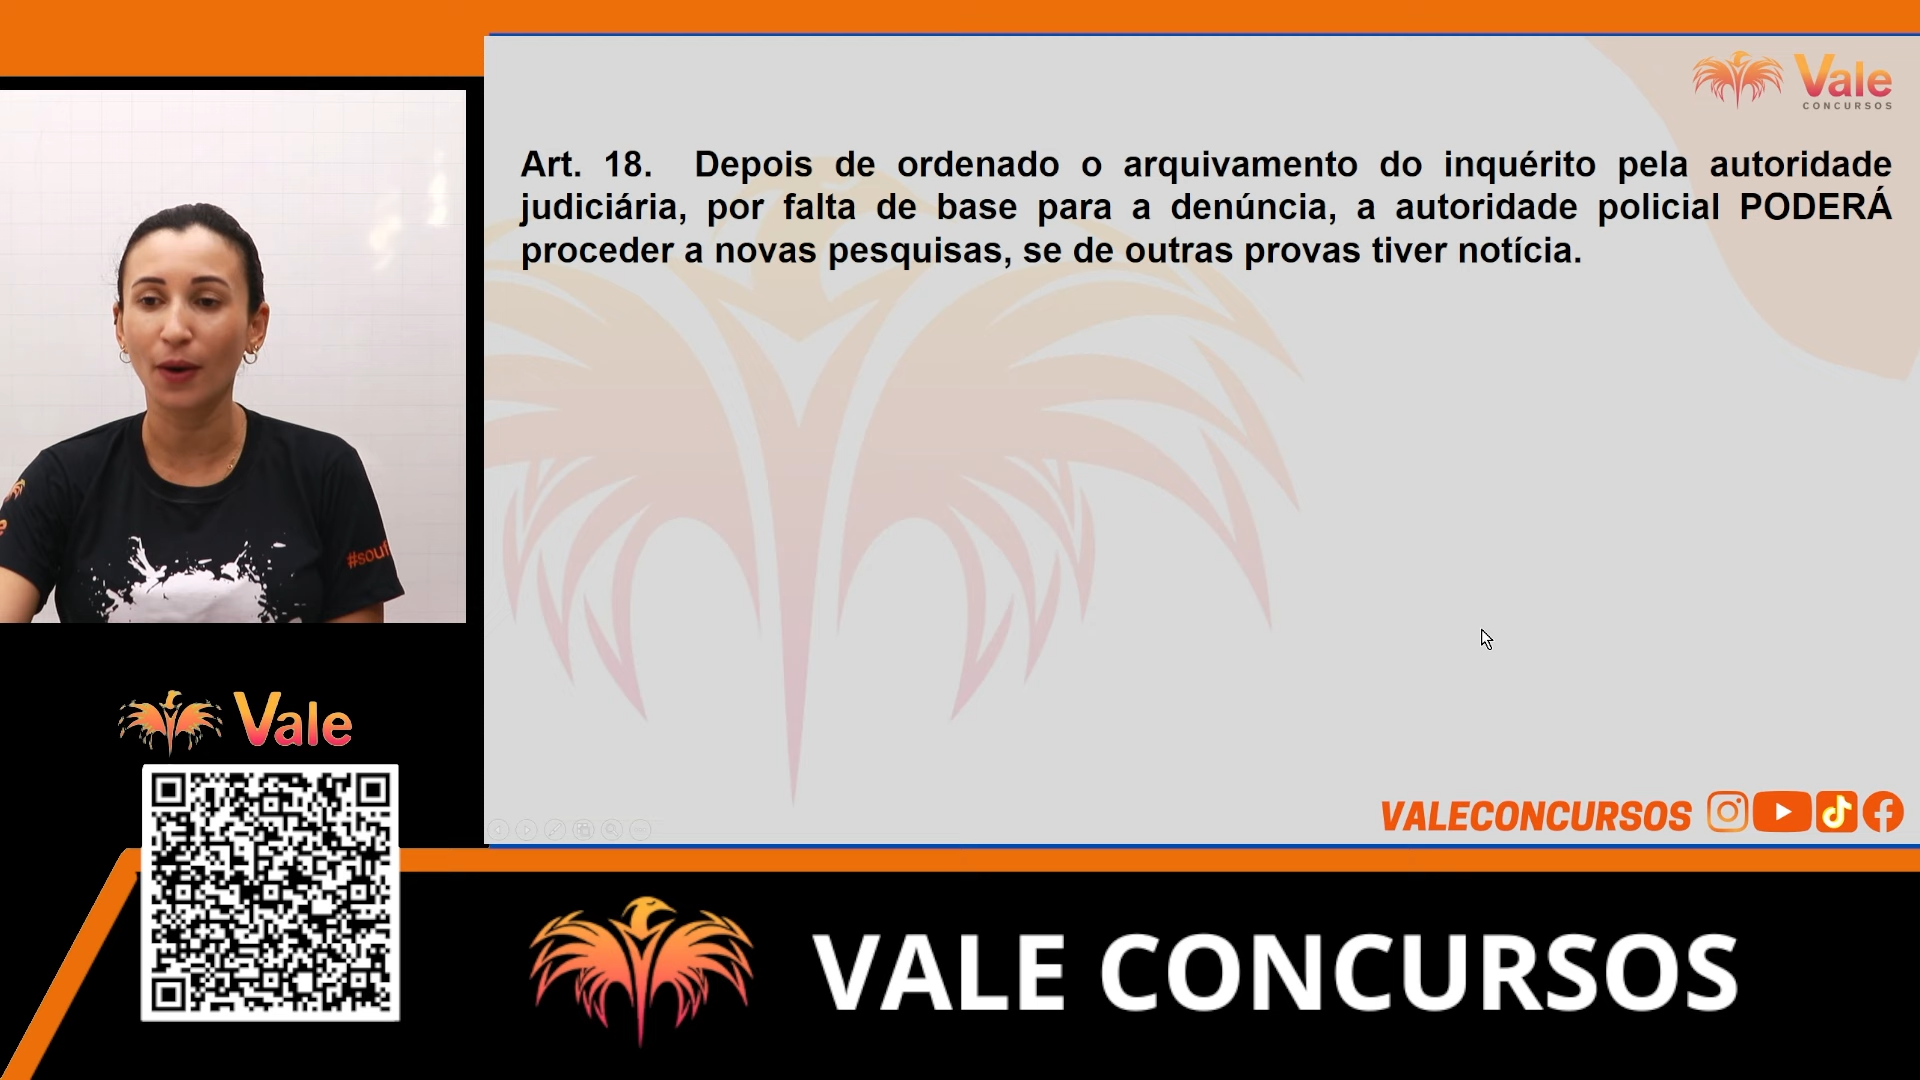 Vale
CONCURSOS
Art. 18. Depois de ordenado o arquivamento do inquérito pela autoridade
judiciária, por falta de base para a denúncia, a autoridade policial PODERÁ
proceder a novas pesquisas, se de outras provas tiver notícia.
#souf
Vale
VALECONCURSOS
VALE CONCURSOS